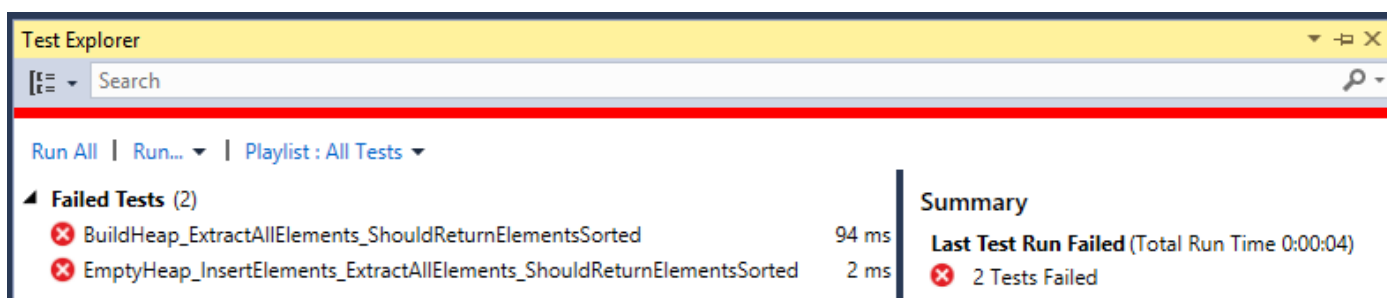 Test Explorer
Search
Run All | Run... | Playlist : All Tests
Failed Tests (2)
BuildHeap_ExtractAllElements_ShouldReturnElementsSorted 94 ms
EmptyHeap_InsertElements_ExtractAllElements_ShouldReturnElementsSorted 2 ms
Summary
Last Test Run Failed (Total Run Time 0:00:04)
2 Tests Failed